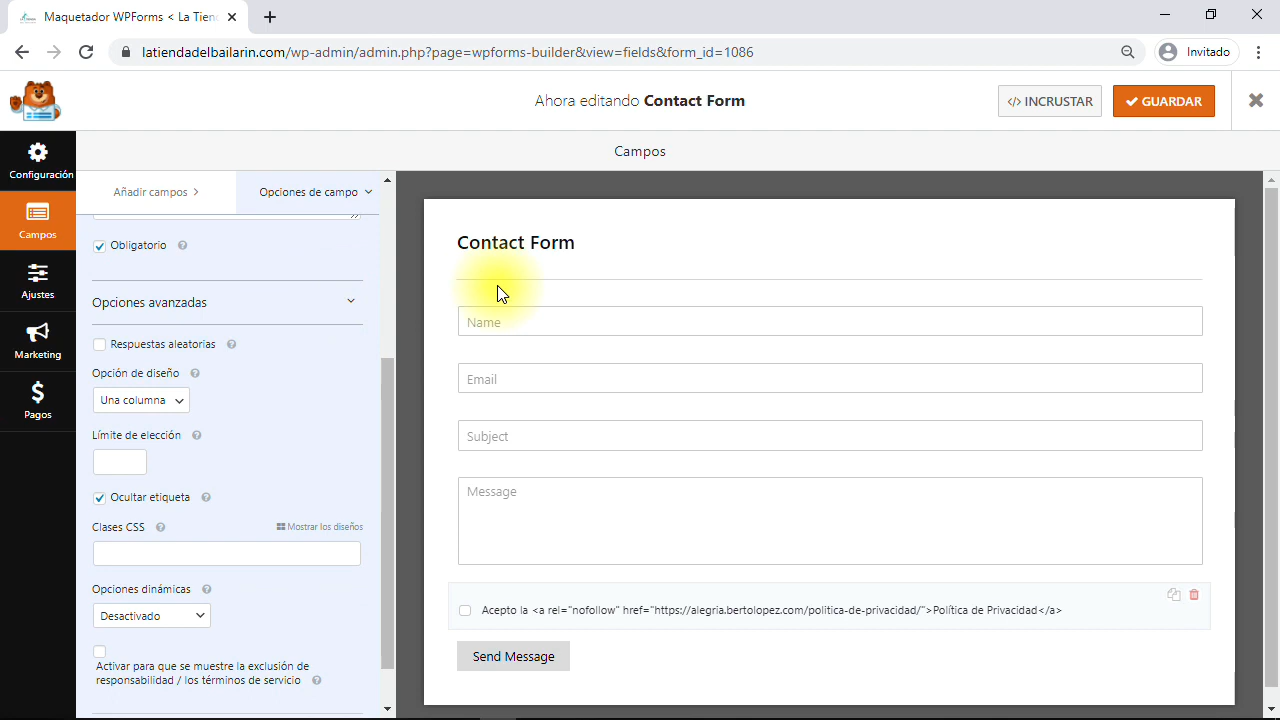 Maquetador WPForms < La Tien
latiendadelbailarin.com/wp-admin/admin.php?page=wpforms-builder&view=fields&form_id=1086
Invitado
Ahora editando Contact Form
</> INCRUSTAR
GUARDAR
Configuración
Campos
Ajustes
Marketing
Pagos
Campos
Añadir campos >
Opciones de campo
Obligatorio
Opciones avanzadas
Respuestas aleatorias
Opción de diseño
Una columna
Límite de elección
Ocultar etiqueta
Clases CSS
Mostrar los diseños
Opciones dinámicas
Desactivado
Activar para que se muestre la exclusión de
responsabilidad / los términos de servicio
Contact Form
Name
Email
Subject
Message
Acepto la <a rel="nofollow" href="https://alegria.bertolopez.com/politica-de-privacidad/">Política de Privacidad</a>
Send Message